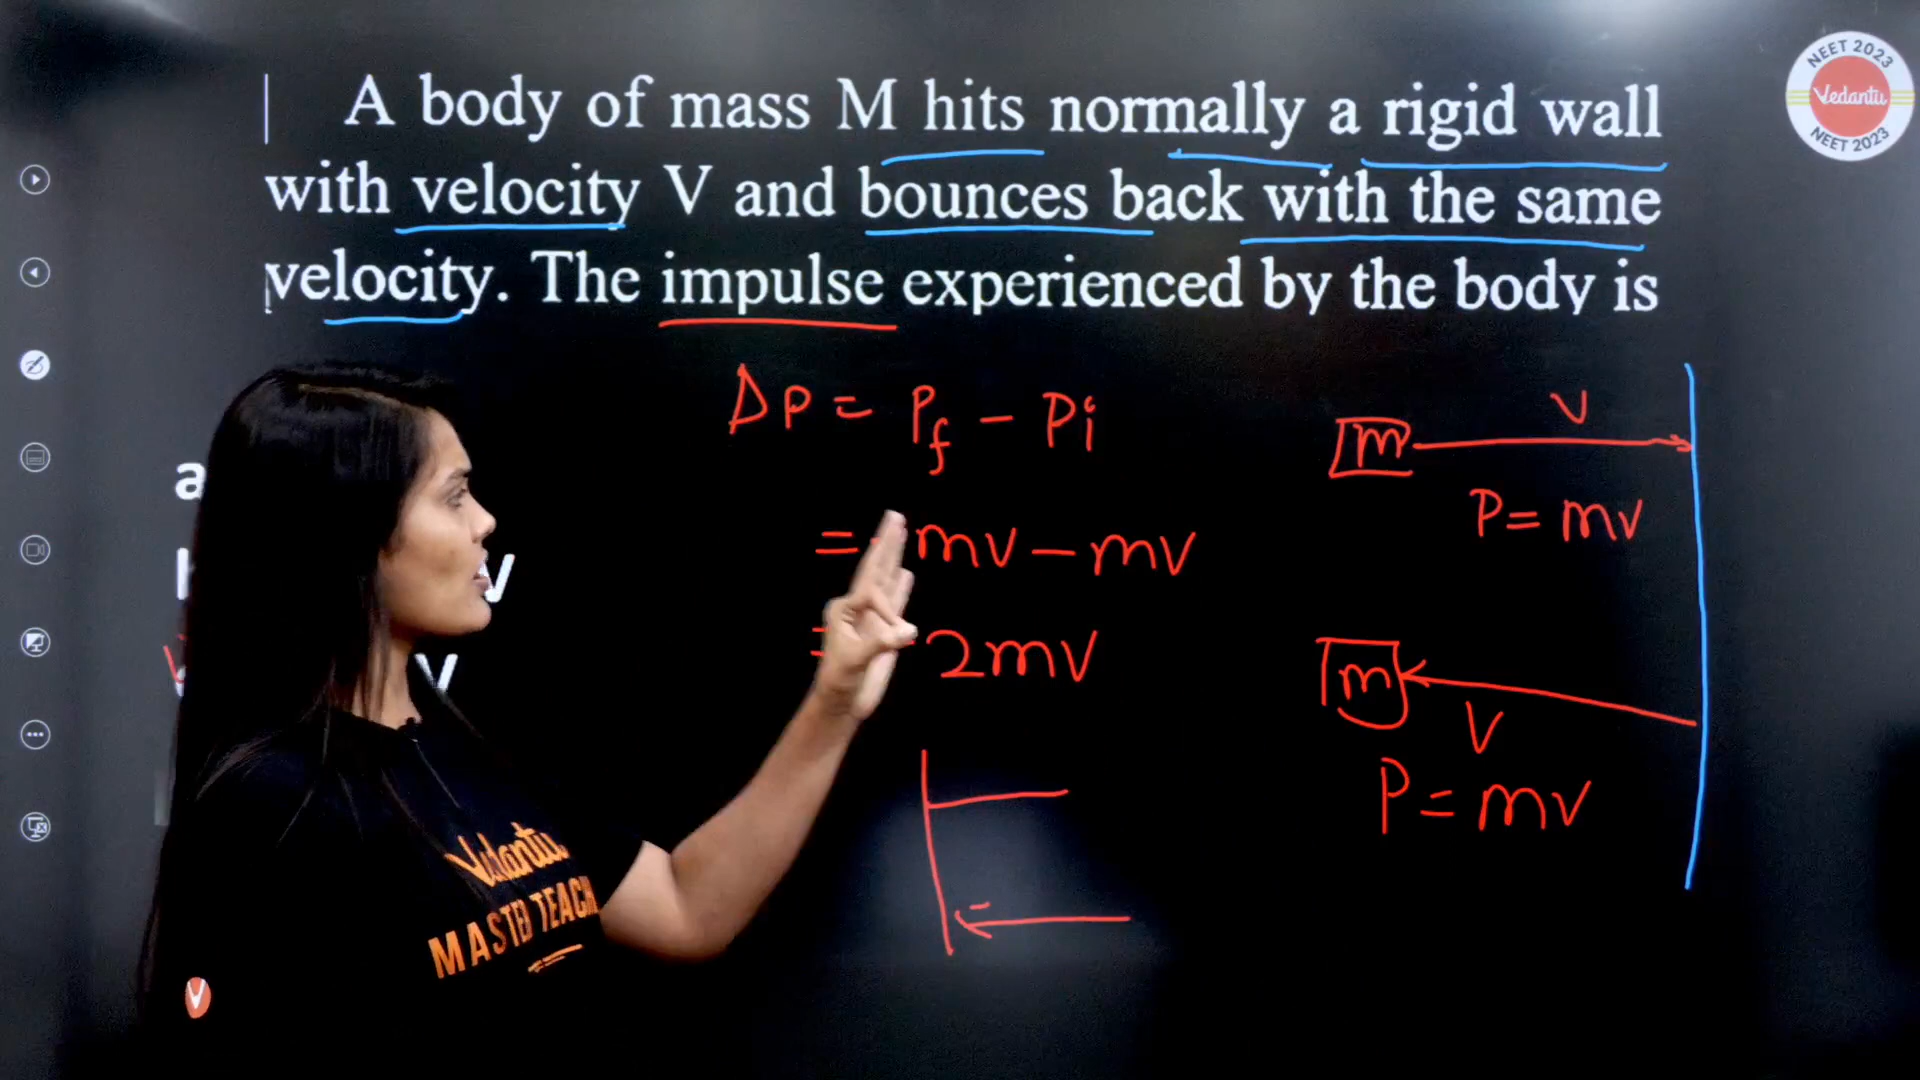 A body of mass M hits normally a rigid wall
with velocity V and bounces back with the same
velocity. The impulse experienced by the body is
NEET 2023
Vedantu
NEET 2023
Δp = Pf - Pi
= mv - mv
= 2mv
m
v
P = mv
m
v
P = mv
a
V
V
Vedantu
MASTER TEACH
V